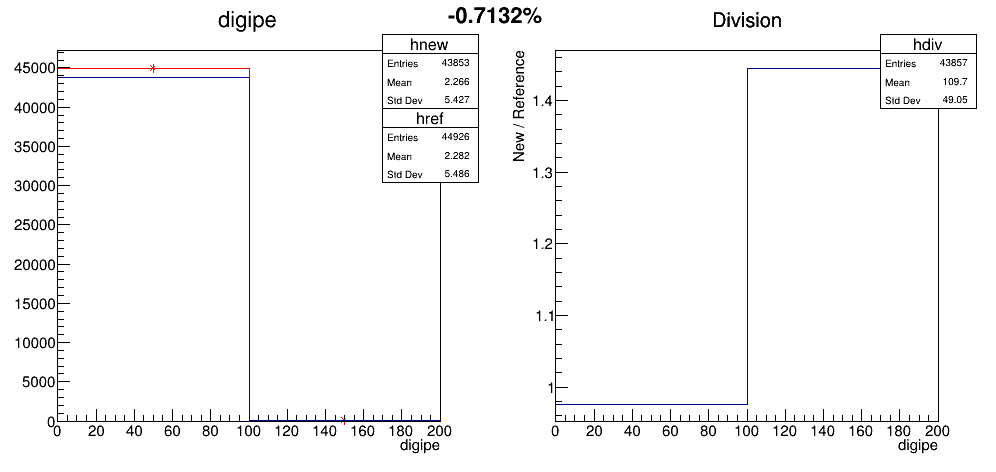 -0.7132%
digipe
hnew
Entries 43853
Mean 2.266
Std Dev 5.427
href
Entries 44926
Mean 2.282
Std Dev 5.486
45000
40000
35000
30000
25000
20000
15000
10000
5000
0
0 20 40 60 80 100 120 140 160 180 200
digipe
Division
hdiv
Entries 43857
Mean 109.7
Std Dev 49.05
New / Reference
1.4
1.3
1.2
1.1
1
0 20 40 60 80 100 120 140 160 180 200
digipe